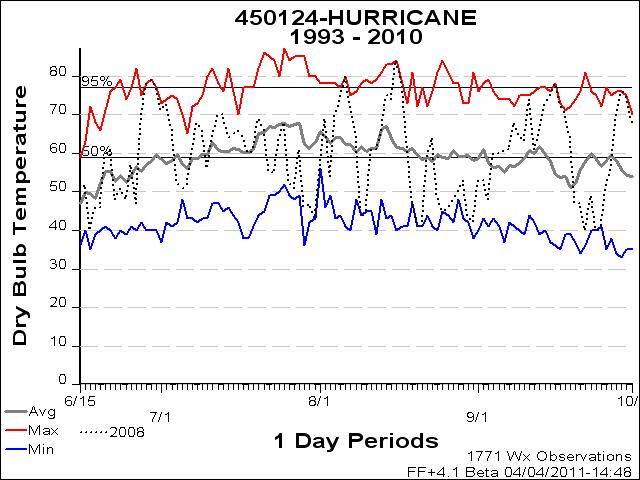 450124-HURRICANE
1993 - 2010
Dry Bulb Temperature
80
70
60
50
40
30
20
10
0
95%
50%
6/15
7/1
8/1
9/1
10/
Avg
Max
2008
Min
1 Day Periods
1771 Wx Observations
FF+4.1 Beta 04/04/2011-14:48